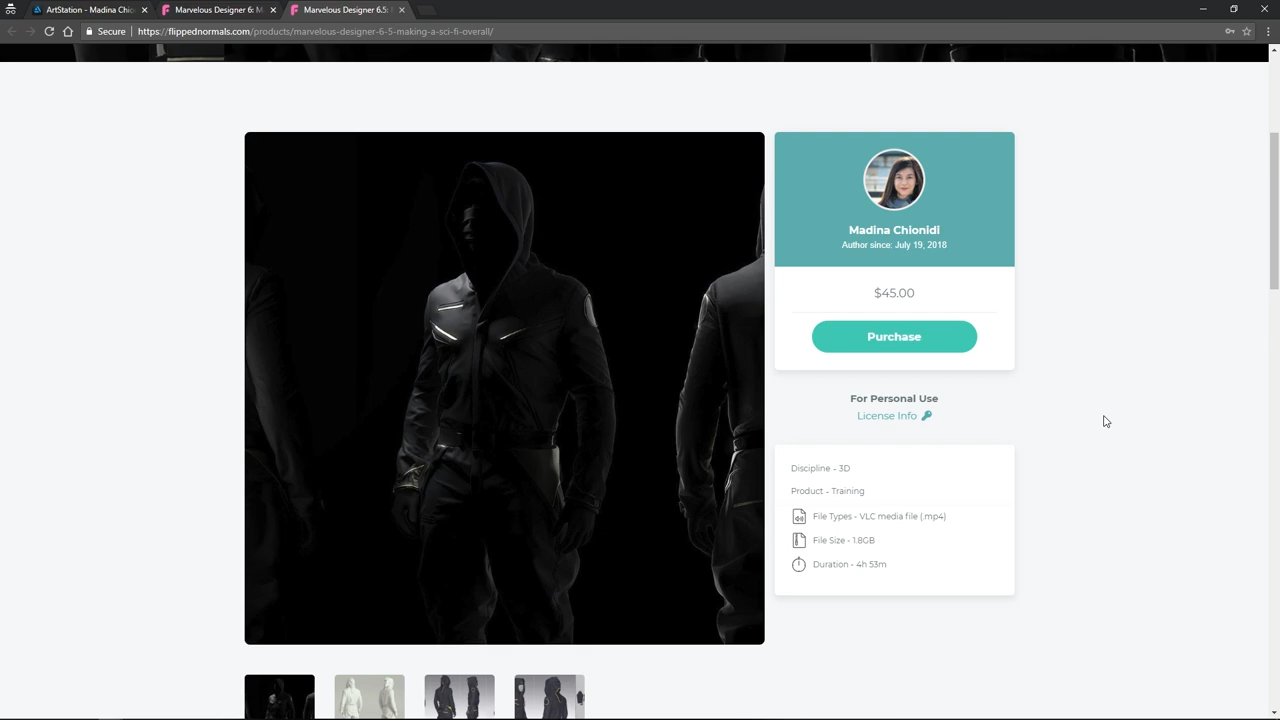 ArtStation - Madina Chio
Marvelous Designer 6: M
Marvelous Designer 6.5:
Secure
https://flippednormals.com/products/marvelous-designer-6-5-making-a-sci-fi-overall/
Madina Chionidi
Author since: July 19, 2018
$45.00
Purchase
For Personal Use
License Info
Discipline - 3D
Product - Training
File Types - VLC media file (.mp4)
File Size - 1.8GB
Duration - 4h 53m